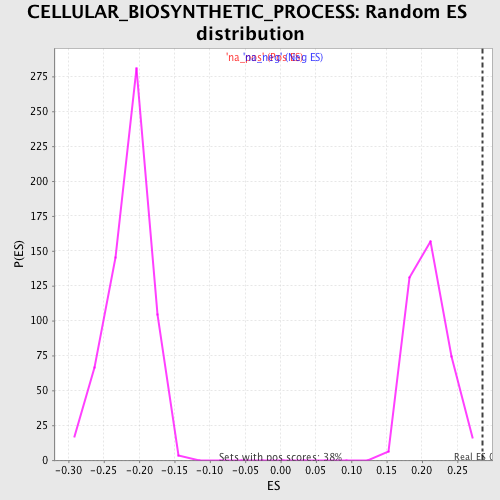 CELLULAR_BIOSYNTHETIC_PROCESS: Random ES
distribution
275
250
225
200
175
150
125
100
75
50
25
0
P(ES)
Sets with pos scores: 38%
Real ES
-0.30 -0.25 -0.20 -0.15 -0.10 -0.05 0.00 0.05 0.10 0.15 0.20 0.25
ES